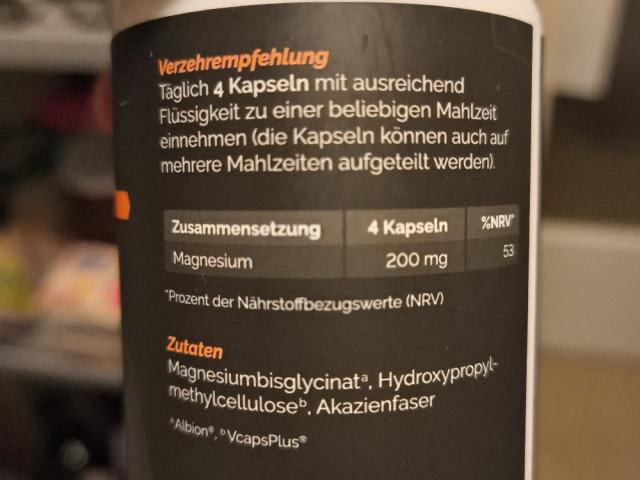 Verzehrempfehlung
Täglich 4 Kapseln mit ausreichend
Flüssigkeit zu einer beliebigen Mahlzeit
einnehmen (die Kapseln können auch auf
mehrere Mahlzeiten aufgeteilt werden).
Zusammensetzung 4 Kapseln %NRV*
Magnesium 200 mg 53
*Prozent der Nährstoffbezugswerte (NRV)
Zutaten
Magnesiumbisglycinatᵃ, Hydroxypropyl-
methylcelluloseᵇ, Akazienfaser
ᵃAlbion®, ᵇVcapsPlus®